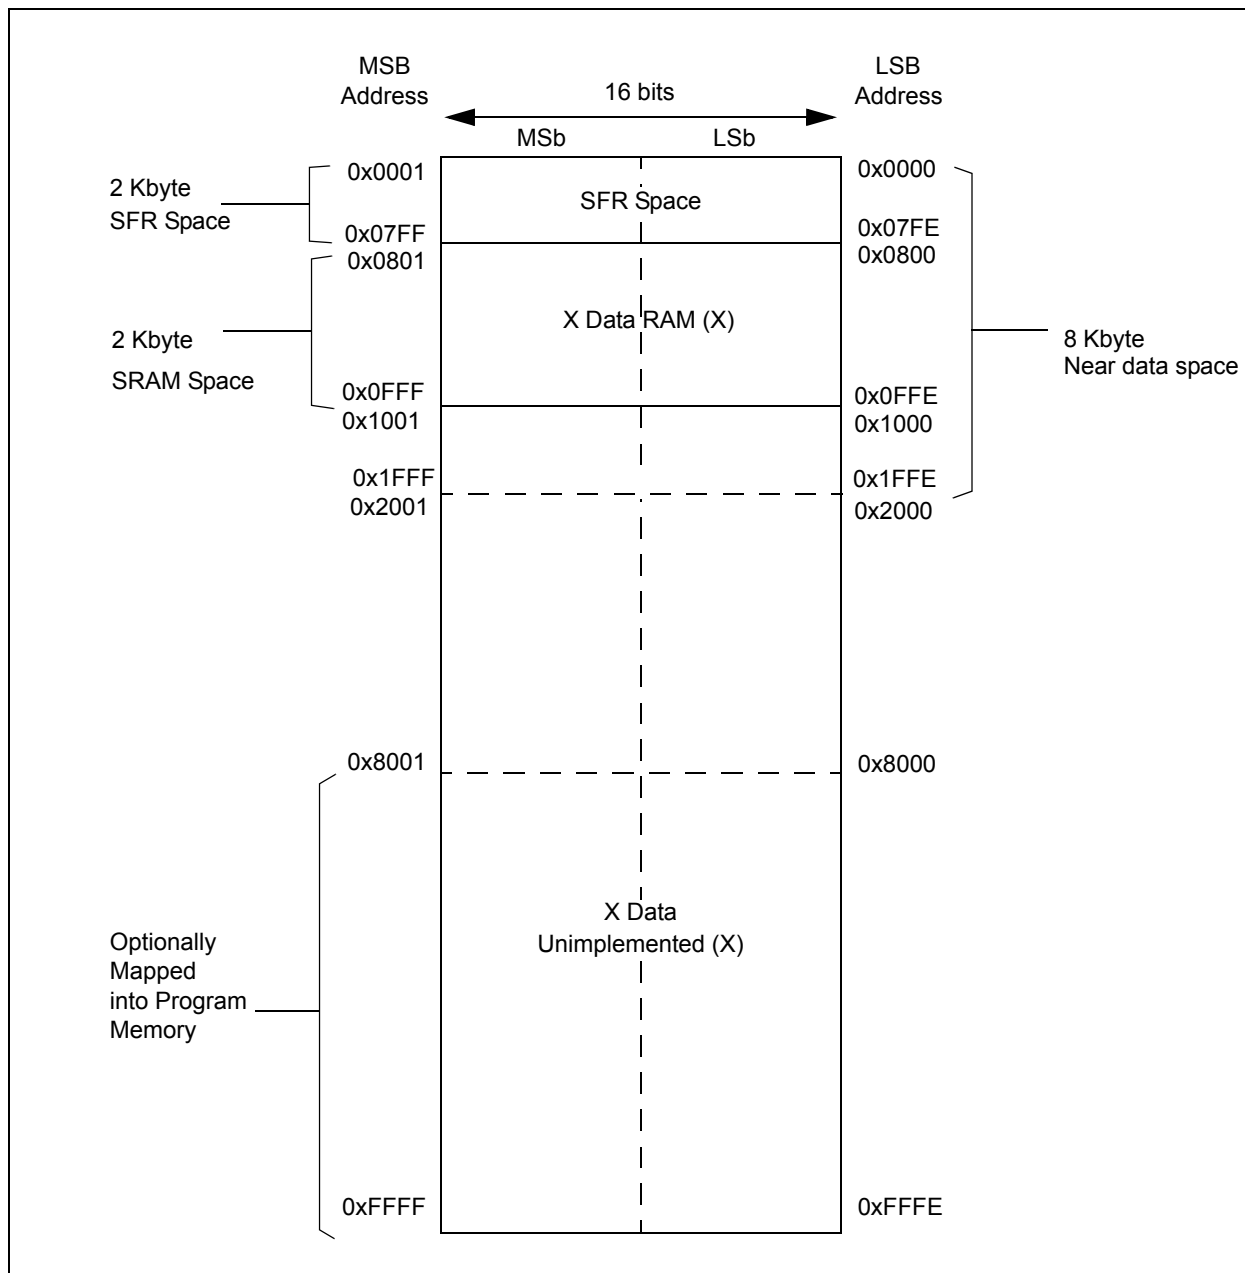 MSB
Address
LSB
Address
16 bits
MSb
LSb
2 Kbyte
SFR Space
0x0001
0x0000
SFR Space
0x07FF
0x07FE
0x0801
0x0800
2 Kbyte
SRAM Space
X Data RAM (X)
8 Kbyte
Near data space
0x0FFF
0x0FFE
0x1001
0x1000
0x1FFF
0x1FFE
0x2001
0x2000
0x8001
0x8000
Optionally
Mapped
into Program
Memory
X Data
Unimplemented (X)
0xFFFF
0xFFFE